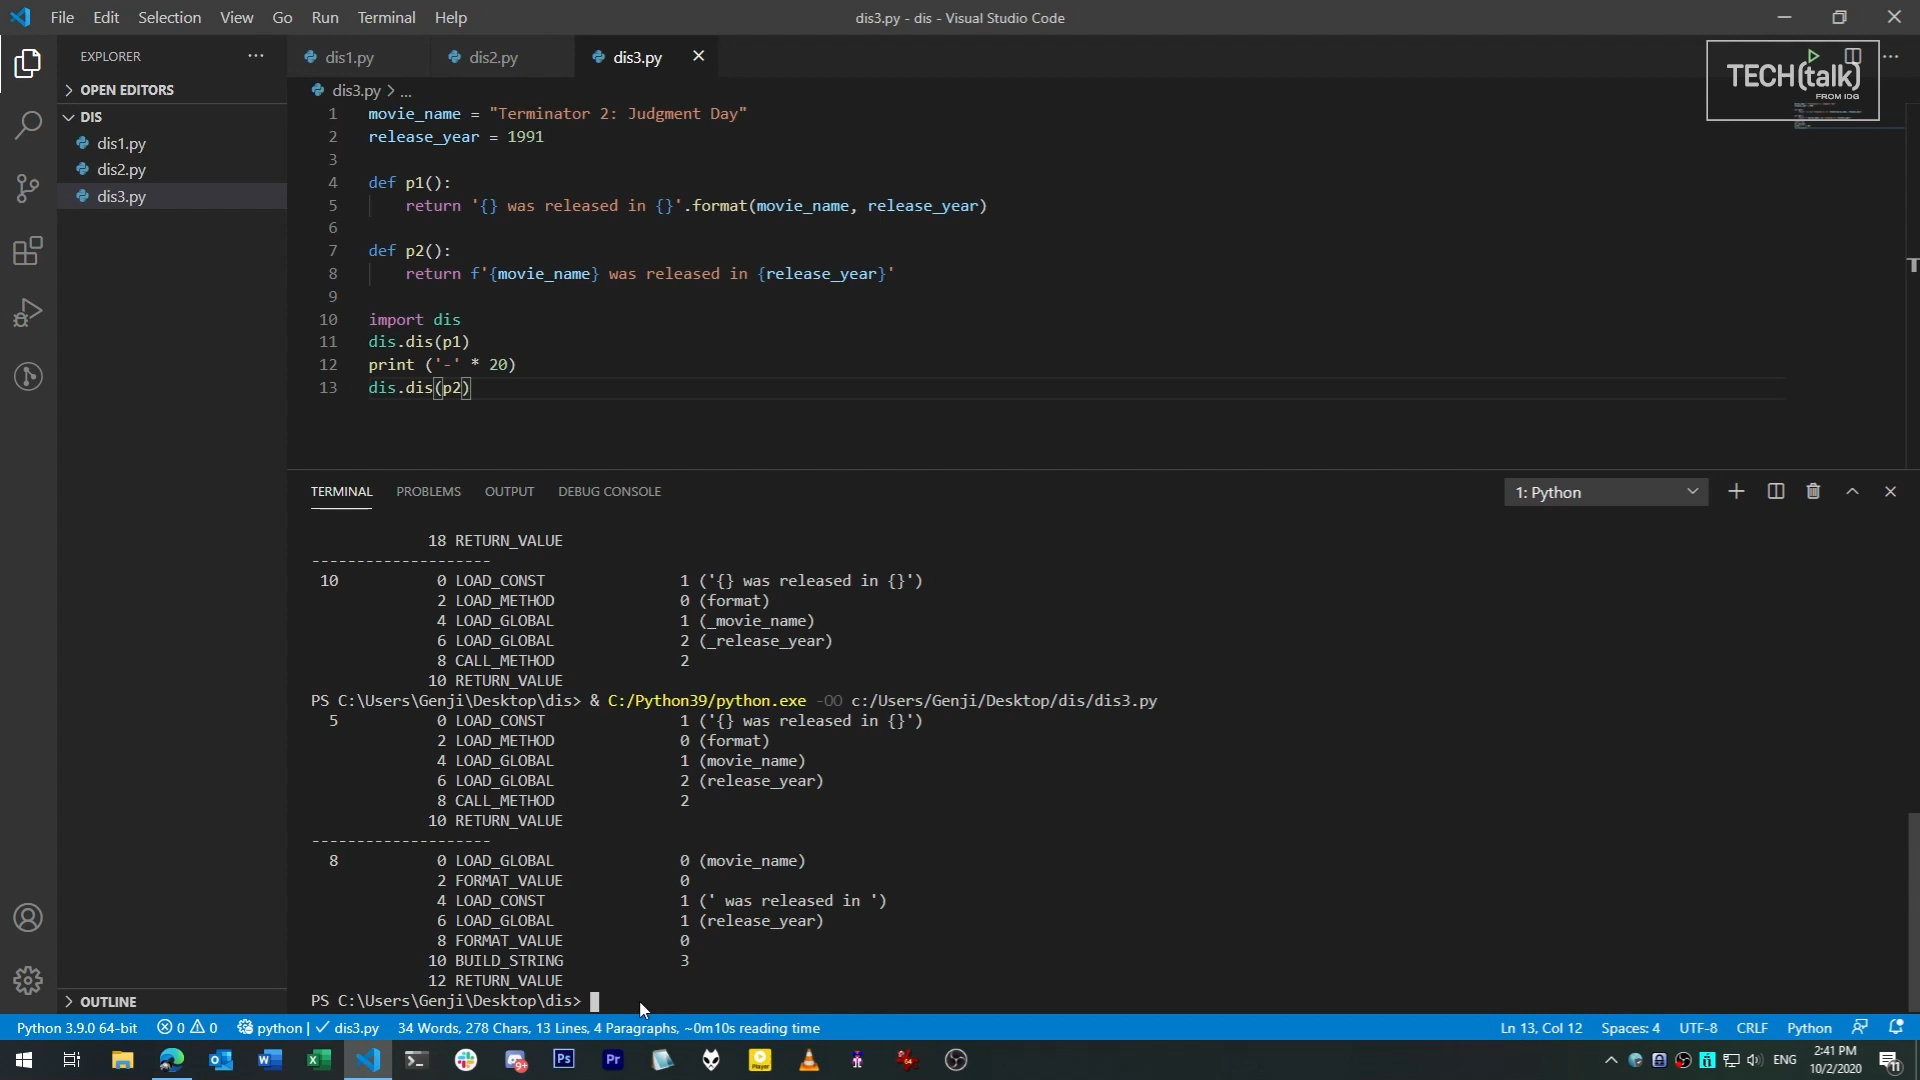 File Edit Selection View Go Run Terminal Help
dis3.py - dis - Visual Studio Code
EXPLORER
OPEN EDITORS
DIS
dis1.py
dis2.py
dis3.py
OUTLINE
dis1.py
dis2.py
dis3.py
TECH(talk)
FROM IDG
dis3.py > ...
1 movie_name = "Terminator 2: Judgment Day"
2 release_year = 1991
3
4 def p1():
5 return '{} was released in {}'.format(movie_name, release_year)
6
7 def p2():
8 return f'{movie_name} was released in {release_year}'
9
10 import dis
11 dis.dis(p1)
12 print ('-' * 20)
13 dis.dis(p2)
TERMINAL PROBLEMS OUTPUT DEBUG CONSOLE
1: Python
18 RETURN_VALUE
--------------------
10 0 LOAD_CONST 1 ('{} was released in {}')
2 LOAD_METHOD 0 (format)
4 LOAD_GLOBAL 1 (_movie_name)
6 LOAD_GLOBAL 2 (_release_year)
8 CALL_METHOD 2
10 RETURN_VALUE
PS C:\Users\Genji\Desktop\dis> & C:/Python39/python.exe -OO c:/Users/Genji/Desktop/dis/dis3.py
5 0 LOAD_CONST 1 ('{} was released in {}')
2 LOAD_METHOD 0 (format)
4 LOAD_GLOBAL 1 (movie_name)
6 LOAD_GLOBAL 2 (release_year)
8 CALL_METHOD 2
10 RETURN_VALUE
--------------------
8 0 LOAD_GLOBAL 0 (movie_name)
2 FORMAT_VALUE 0
4 LOAD_CONST 1 (' was released in ')
6 LOAD_GLOBAL 1 (release_year)
8 FORMAT_VALUE 0
10 BUILD_STRING 3
12 RETURN_VALUE
PS C:\Users\Genji\Desktop\dis>
Python 3.9.0 64-bit 0 0 python | ✓ dis3.py 34 Words, 278 Chars, 13 Lines, 4 Paragraphs, ~0m10s reading time
Ln 13, Col 12 Spaces: 4 UTF-8 CRLF Python
Ps Pr
ENG
2:41 PM
10/2/2020
11